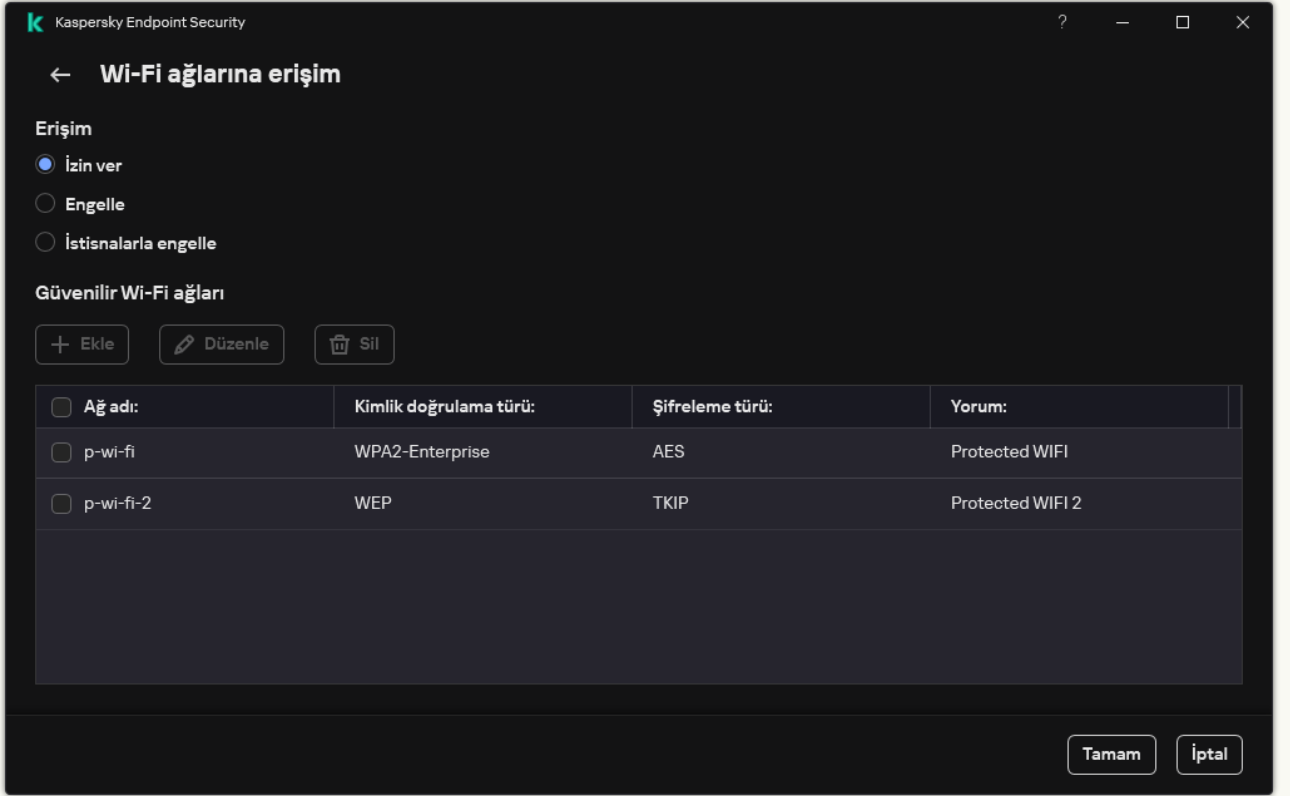 Kaspersky Endpoint Security
?
Wi-Fi ağlarına erişim
Erişim
İzin ver
Engelle
İstisnalarla engelle
Güvenilir Wi-Fi ağları
Ekle Düzenle Sil
Ağ adı: Kimlik doğrulama türü: Şifreleme türü: Yorum:
p-wi-fi WPA2-Enterprise AES Protected WIFI
p-wi-fi-2 WEP TKIP Protected WIFI 2
Tamam İptal